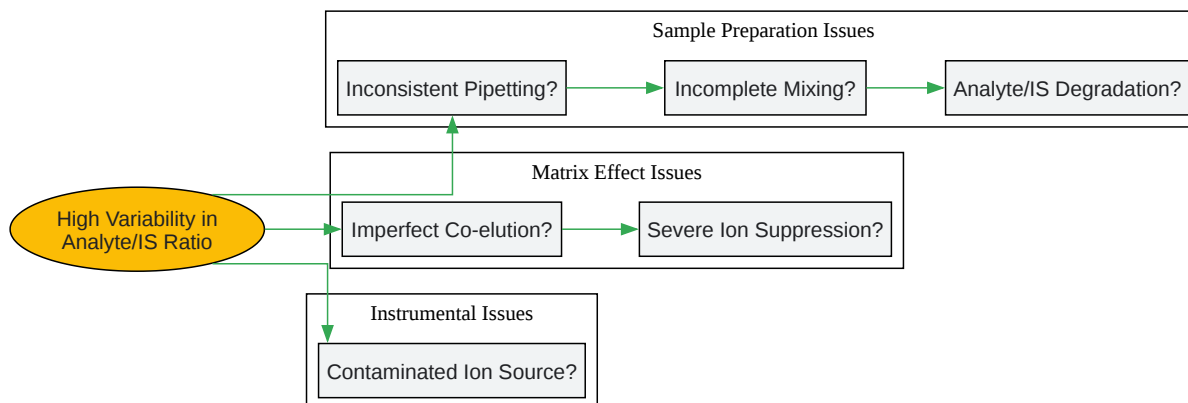 Sample Preparation Issues
Inconsistent Pipetting?
Incomplete Mixing?
Analyte/IS Degradation?
Matrix Effect Issues
High Variability in
Analyte/IS Ratio
Imperfect Co-elution?
Severe Ion Suppression?
Instrumental Issues
Contaminated Ion Source?